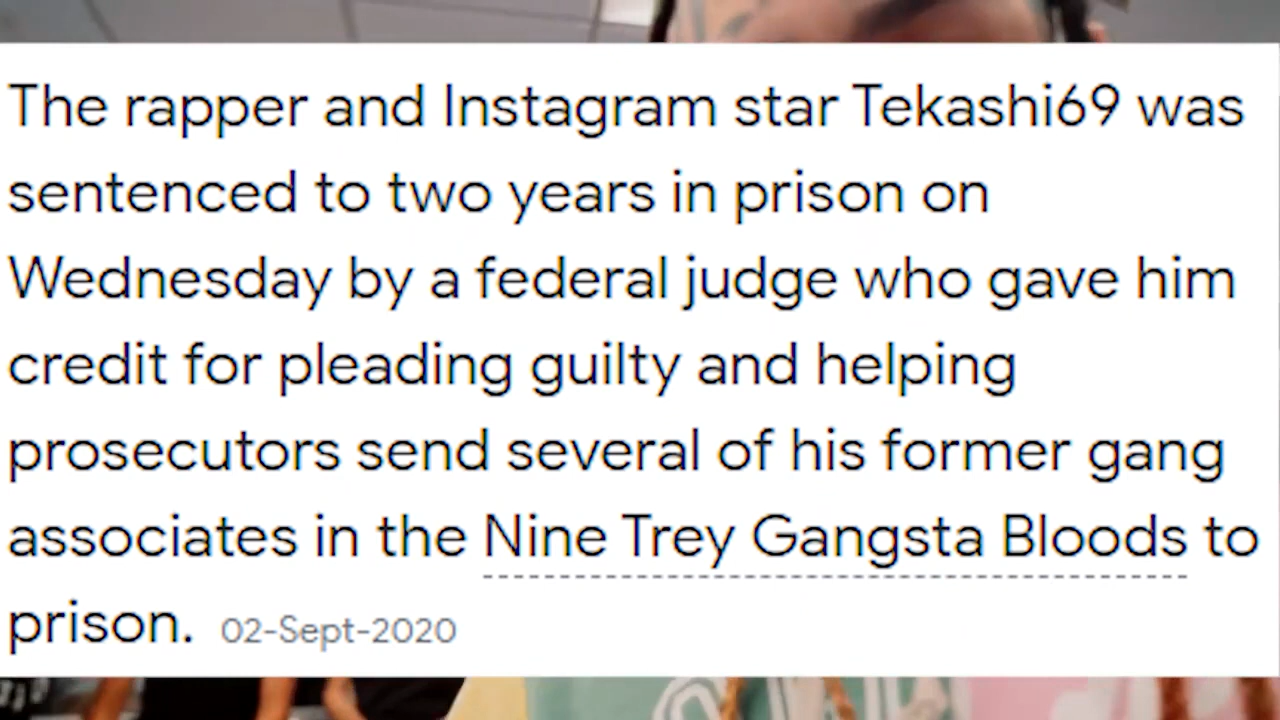 The rapper and Instagram star Tekashi69 was
sentenced to two years in prison on
Wednesday by a federal judge who gave him
credit for pleading guilty and helping
prosecutors send several of his former gang
associates in the Nine Trey Gangsta Bloods to
prison. 02-Sept-2020